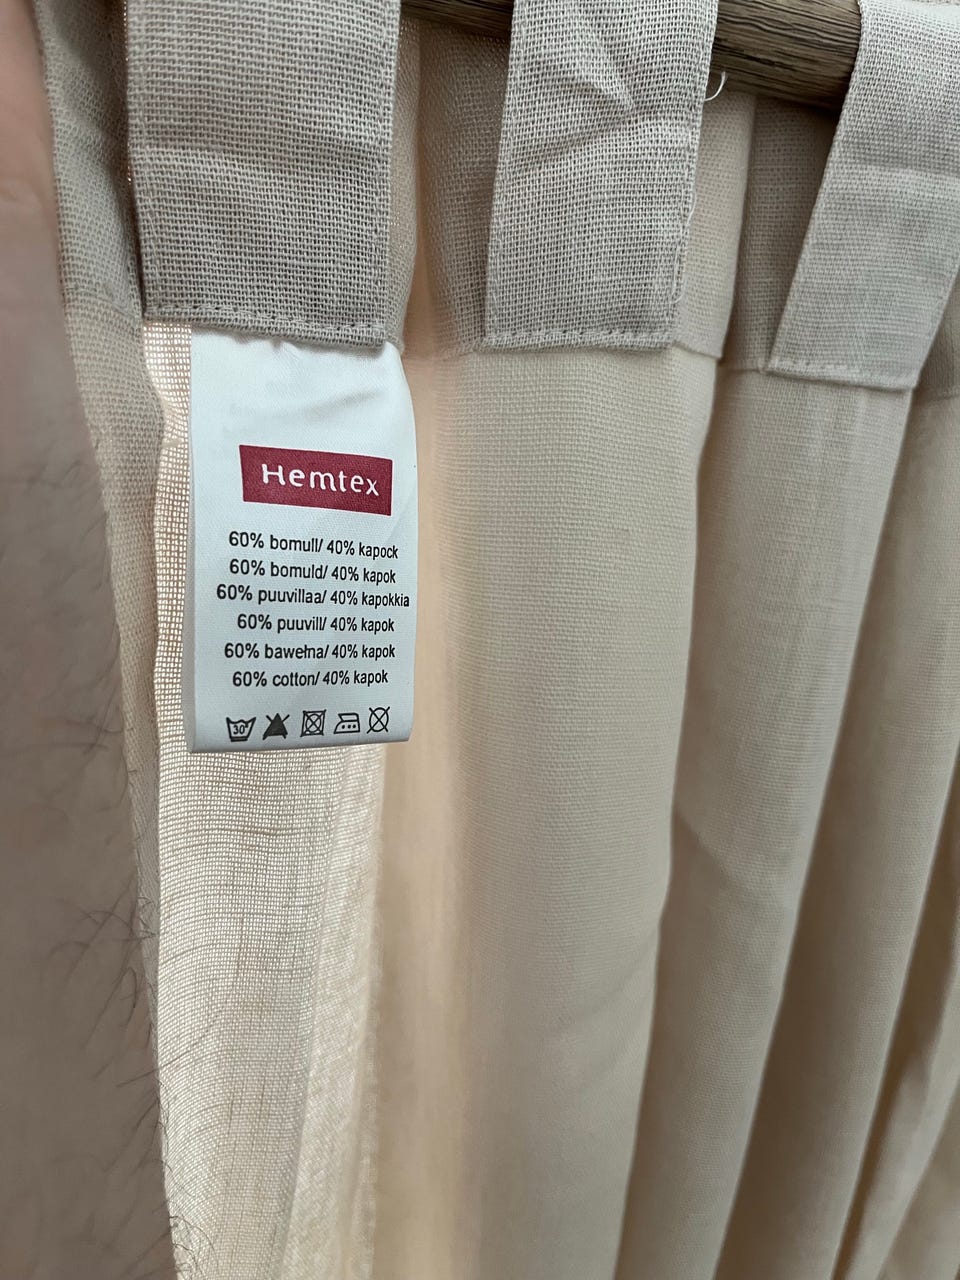 Hemtex
60% bomull/ 40% kapock
60% bomuld/ 40% kapok
60% puuvillaa/ 40% kapokkia
60% puuvill/ 40% kapok
60% bawełna/ 40% kapok
60% cotton/ 40% kapok
30°